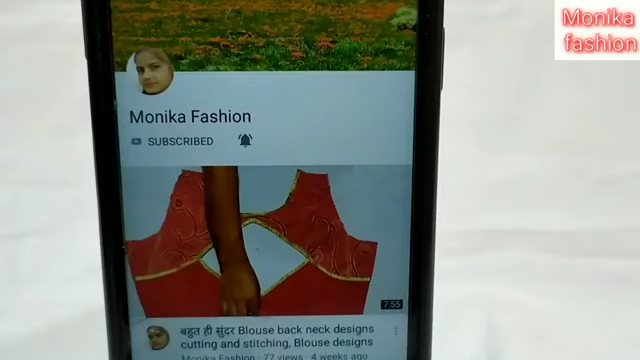 Monika
fashion
Monika Fashion
SUBSCRIBED
7:55
बहुत ही सुंदर Blouse back neck designs
cutting and stitching, Blouse designs
Monika Fashion · 77 views · 4 weeks ago